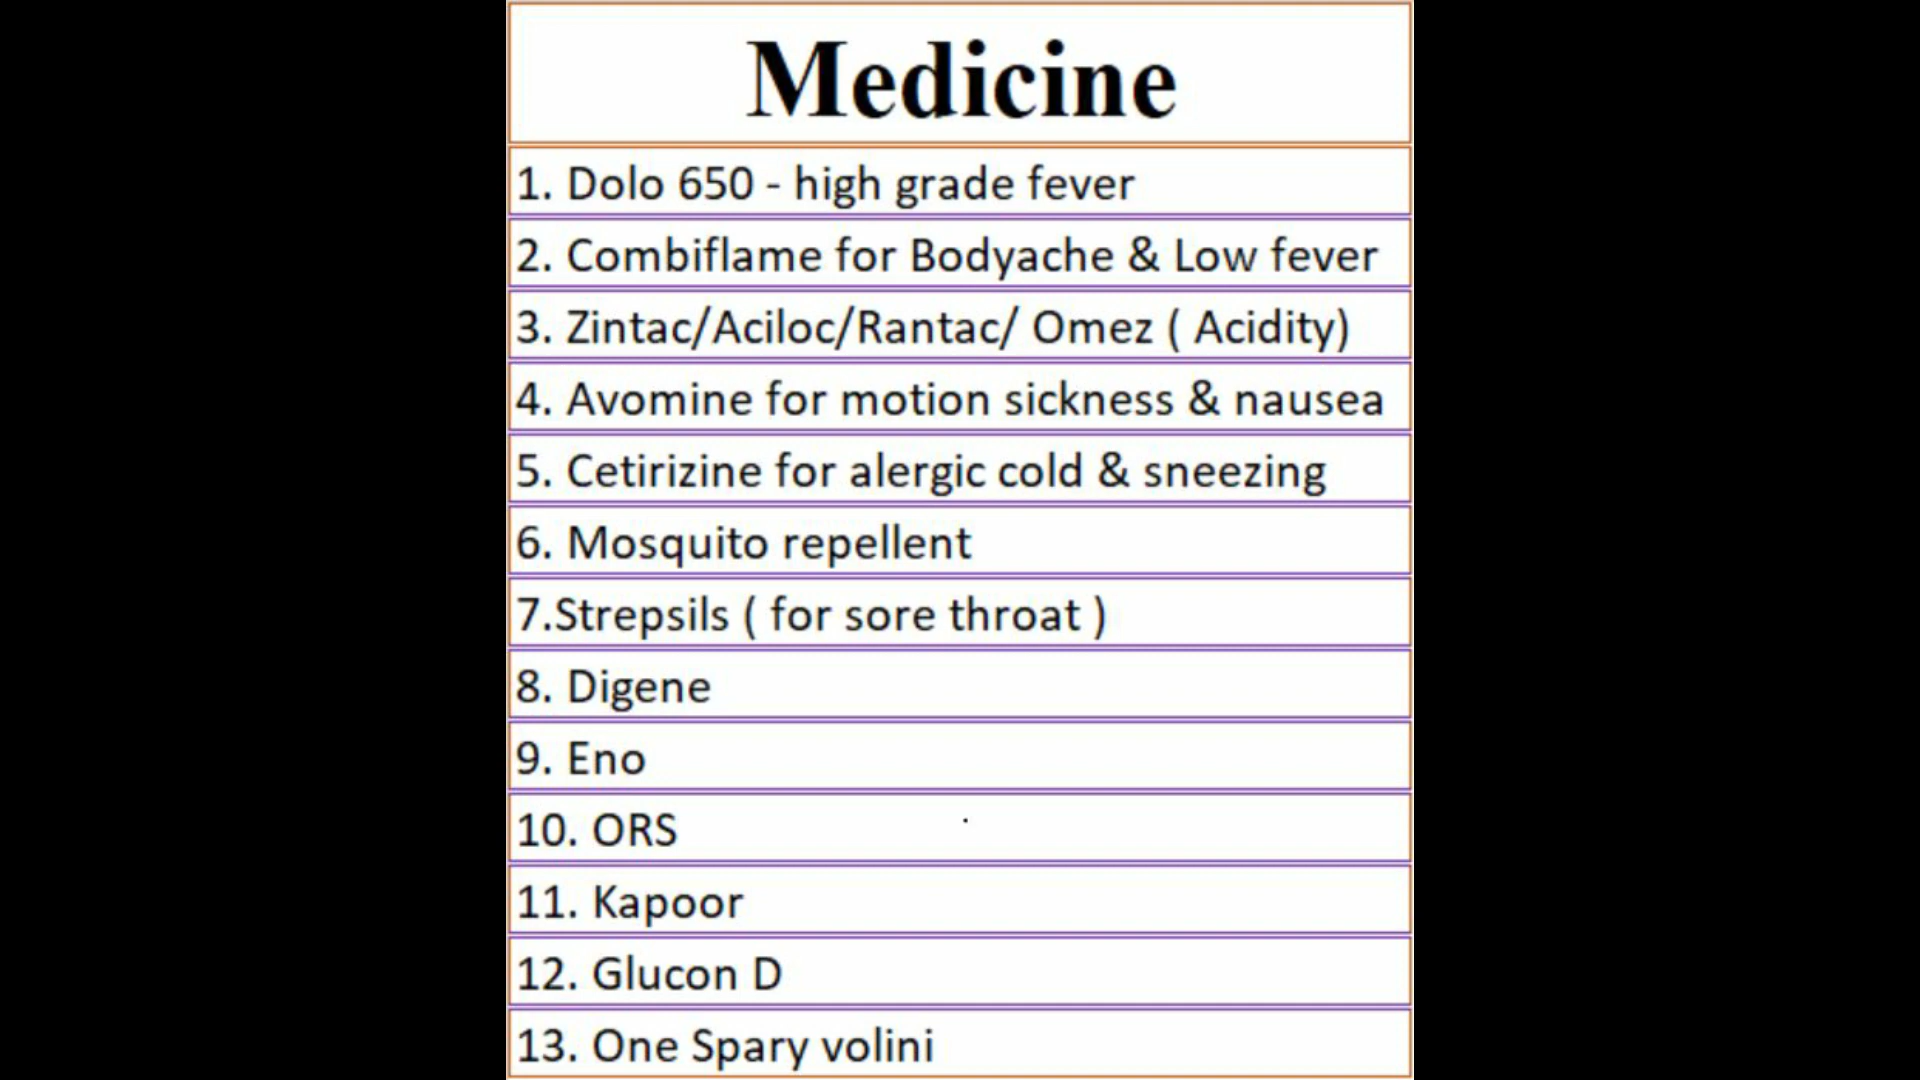 Medicine
1. Dolo 650 - high grade fever
2. Combiflame for Bodyache & Low fever
3. Zintac/Aciloc/Rantac/ Omez ( Acidity)
4. Avomine for motion sickness & nausea
5. Cetirizine for alergic cold & sneezing
6. Mosquito repellent
7.Strepsils ( for sore throat )
8. Digene
9. Eno
10. ORS
11. Kapoor
12. Glucon D
13. One Spary volini